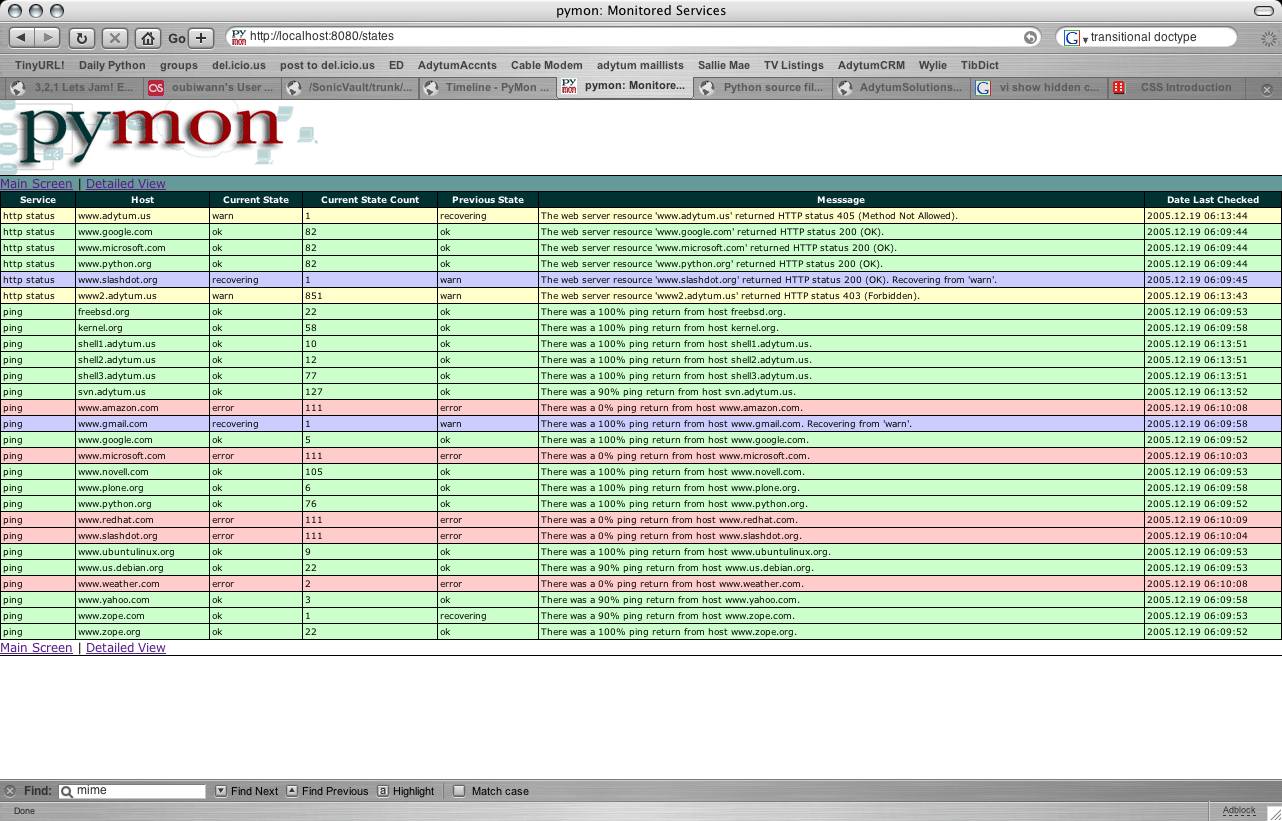 pymon: Monitored Services
Go http://localhost:8080/states transitional doctype
TinyURL! Daily Python groups del.icio.us post to del.icio.us ED AdytumAccnts Cable Modem adytum maillists Sallie Mae TV Listings AdytumCRM Wylie TibDict
3,2,1 Lets Jam! E... oubiwann's User ... /SonicVault/trunk/... Timeline - PyMon ... pymon: Monitore... Python source fil... AdytumSolutions... vi show hidden c... CSS Introduction
pymon
Main Screen | Detailed View
Service Host Current State Current State Count Previous State Messsage Date Last Checked
http status www.adytum.us warn 1 recovering The web server resource 'www.adytum.us' returned HTTP status 405 (Method Not Allowed). 2005.12.19 06:13:44
http status www.google.com ok 82 ok The web server resource 'www.google.com' returned HTTP status 200 (OK). 2005.12.19 06:09:44
http status www.microsoft.com ok 82 ok The web server resource 'www.microsoft.com' returned HTTP status 200 (OK). 2005.12.19 06:09:44
http status www.python.org ok 82 ok The web server resource 'www.python.org' returned HTTP status 200 (OK). 2005.12.19 06:09:44
http status www.slashdot.org recovering 1 warn The web server resource 'www.slashdot.org' returned HTTP status 200 (OK). Recovering from 'warn'. 2005.12.19 06:09:45
http status www2.adytum.us warn 851 warn The web server resource 'www2.adytum.us' returned HTTP status 403 (Forbidden). 2005.12.19 06:13:43
ping freebsd.org ok 22 ok There was a 100% ping return from host freebsd.org. 2005.12.19 06:09:53
ping kernel.org ok 58 ok There was a 100% ping return from host kernel.org. 2005.12.19 06:09:58
ping shell1.adytum.us ok 10 ok There was a 100% ping return from host shell1.adytum.us. 2005.12.19 06:13:51
ping shell2.adytum.us ok 12 ok There was a 100% ping return from host shell2.adytum.us. 2005.12.19 06:13:51
ping shell3.adytum.us ok 77 ok There was a 100% ping return from host shell3.adytum.us. 2005.12.19 06:13:51
ping svn.adytum.us ok 127 ok There was a 90% ping return from host svn.adytum.us. 2005.12.19 06:13:52
ping www.amazon.com error 111 error There was a 0% ping return from host www.amazon.com. 2005.12.19 06:10:08
ping www.gmail.com recovering 1 warn There was a 100% ping return from host www.gmail.com. Recovering from 'warn'. 2005.12.19 06:09:58
ping www.google.com ok 5 ok There was a 100% ping return from host www.google.com. 2005.12.19 06:09:52
ping www.microsoft.com error 111 error There was a 0% ping return from host www.microsoft.com. 2005.12.19 06:10:03
ping www.novell.com ok 105 ok There was a 100% ping return from host www.novell.com. 2005.12.19 06:09:53
ping www.plone.org ok 6 ok There was a 100% ping return from host www.plone.org. 2005.12.19 06:09:58
ping www.python.org ok 76 ok There was a 100% ping return from host www.python.org. 2005.12.19 06:09:52
ping www.redhat.com error 111 error There was a 0% ping return from host www.redhat.com. 2005.12.19 06:10:09
ping www.slashdot.org error 111 error There was a 0% ping return from host www.slashdot.org. 2005.12.19 06:10:04
ping www.ubuntulinux.org ok 9 ok There was a 100% ping return from host www.ubuntulinux.org. 2005.12.19 06:09:53
ping www.us.debian.org ok 22 ok There was a 90% ping return from host www.us.debian.org. 2005.12.19 06:09:53
ping www.weather.com error 2 error There was a 0% ping return from host www.weather.com. 2005.12.19 06:10:08
ping www.yahoo.com ok 3 ok There was a 90% ping return from host www.yahoo.com. 2005.12.19 06:09:58
ping www.zope.com ok 1 recovering There was a 90% ping return from host www.zope.com. 2005.12.19 06:09:53
ping www.zope.org ok 22 ok There was a 100% ping return from host www.zope.org. 2005.12.19 06:09:52
Main Screen | Detailed View
Find: mime Find Next Find Previous Highlight Match case
Done Adblock